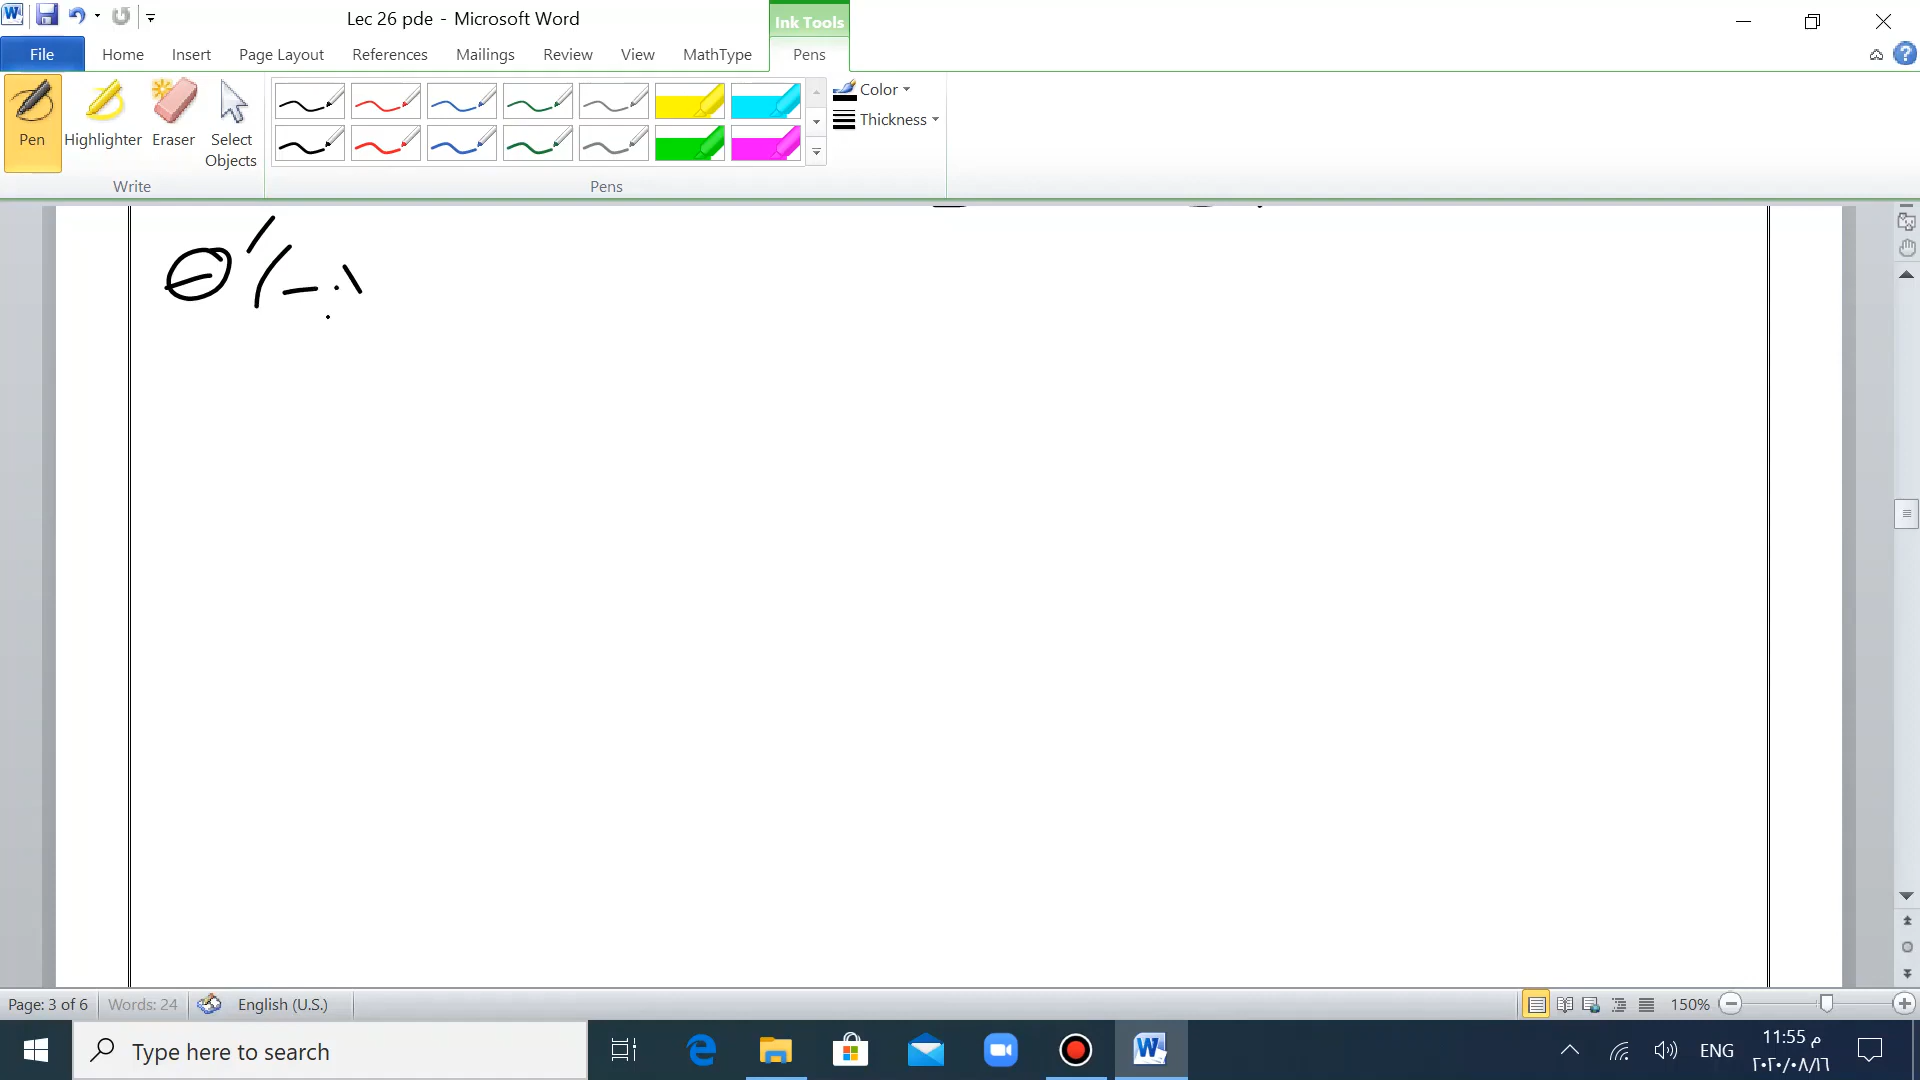 Lec 26 pde - Microsoft Word
Ink Tools
File Home Insert Page Layout References Mailings Review View MathType Pens
Pen Highlighter Eraser Select Objects
Color
Thickness
Write Pens
Θ'(-
Page: 3 of 6 Words: 24 English (U.S.) 150%
Type here to search ENG 11:55 م
٢٠٢٠/٠٨/١٦